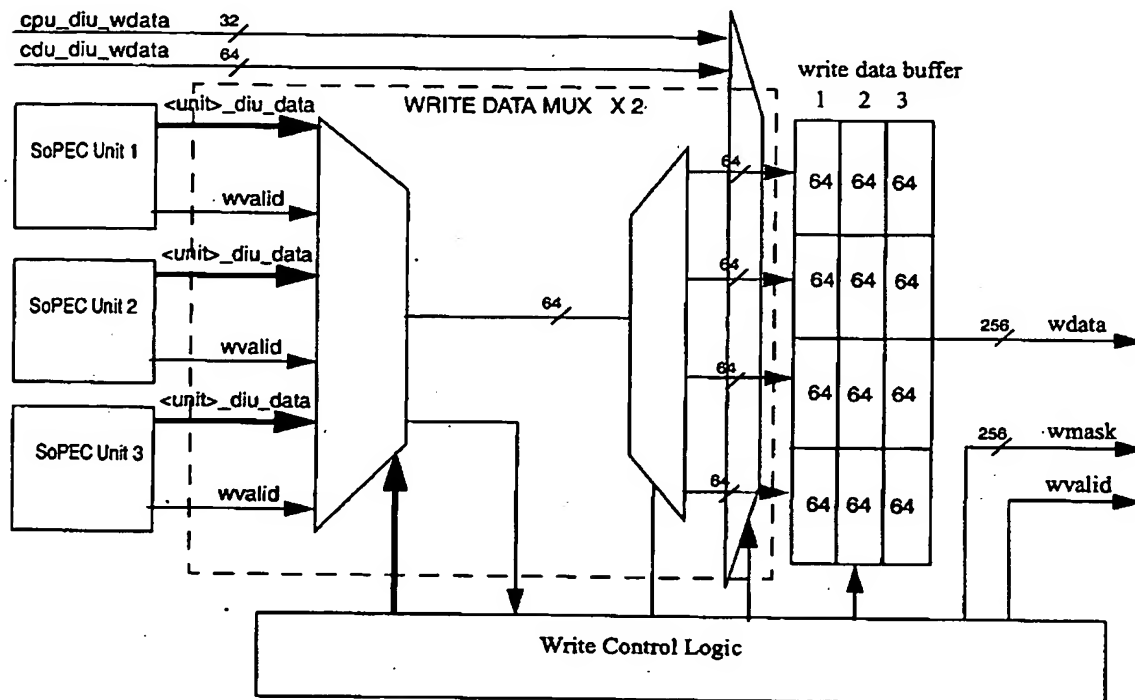 cpu_diu_wdata 32
cdu_diu_wdata 64
write data buffer
<unit>_diu_data WRITE DATA MUX X 2
1 2 3
SoPEC Unit 1
64 64 64 64
wvalid
<unit>_diu_data
64 64 64 64
SoPEC Unit 2
64
256 wdata
wvalid
64 64 64 64
<unit>_diu_data
SoPEC Unit 3
256 wmask
wvalid
64 64 64 64
wvalid
Write Control Logic